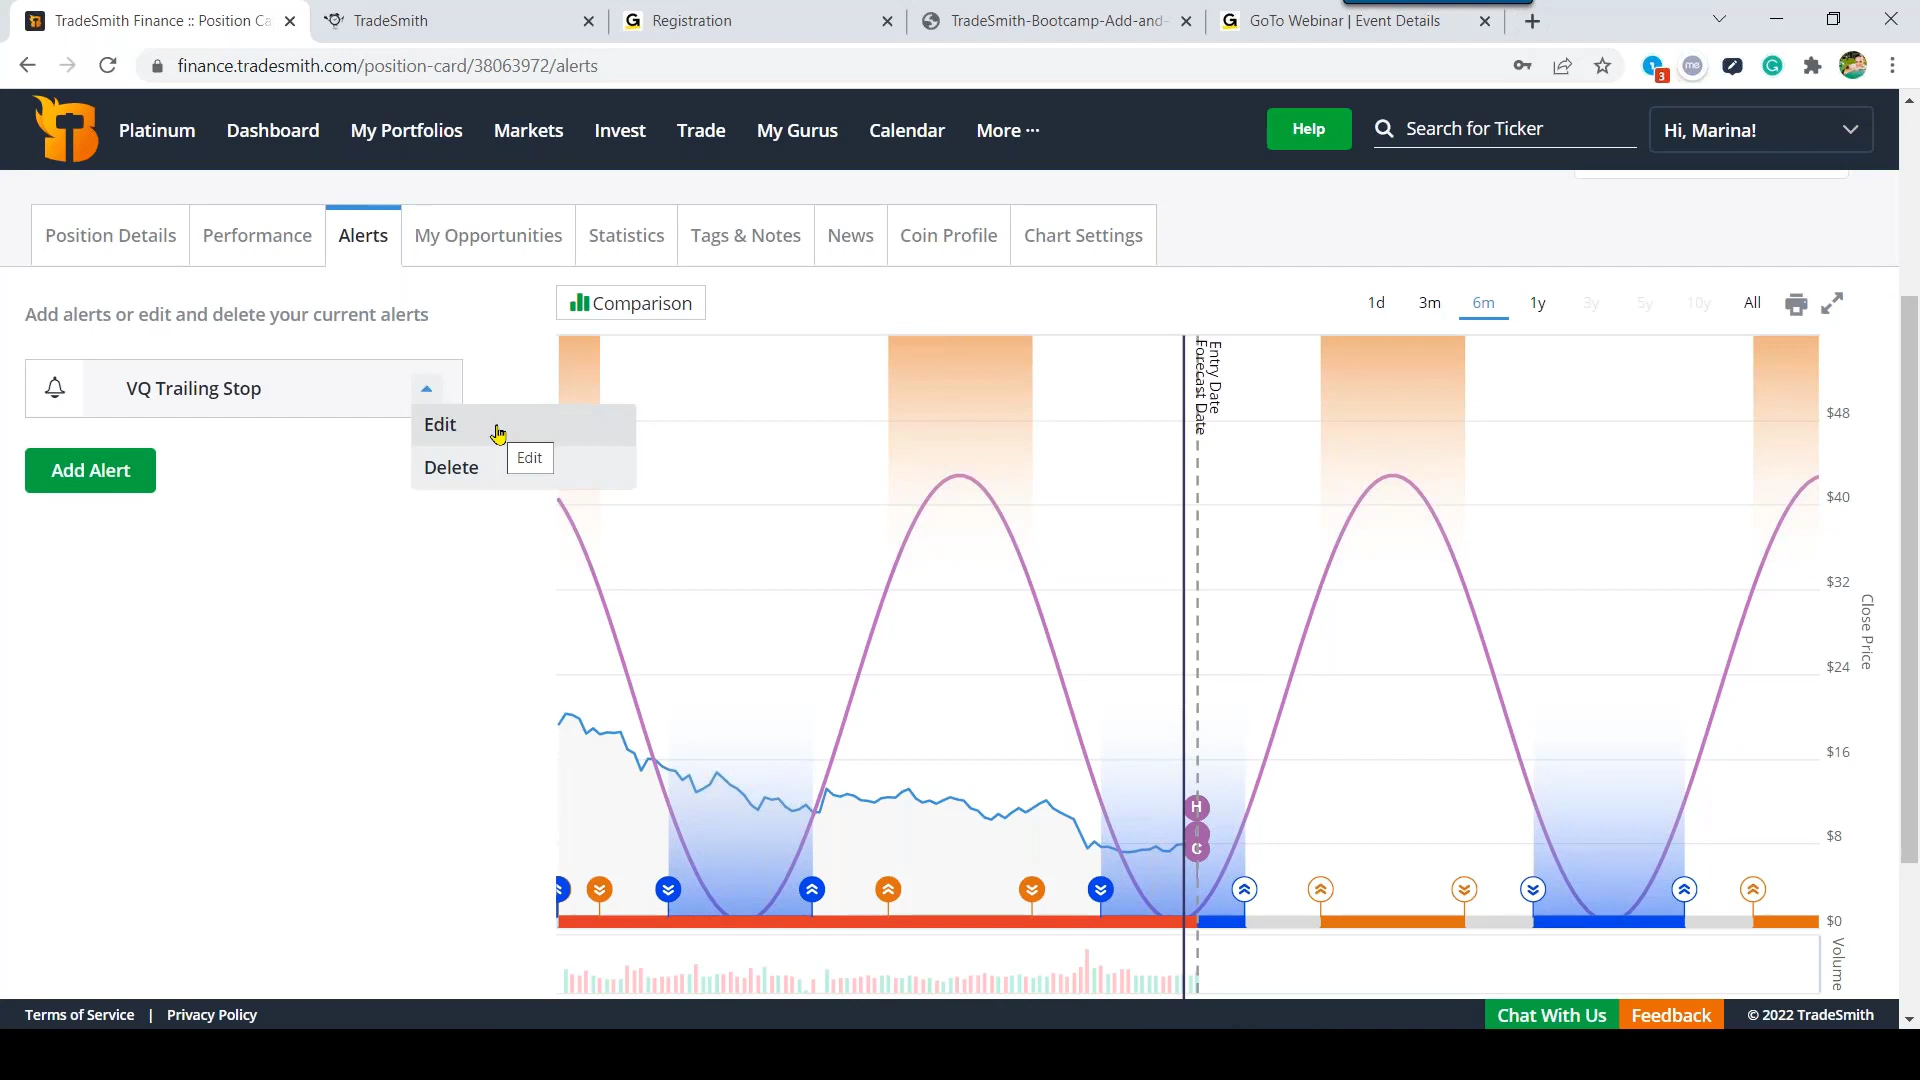 TradeSmith Finance :: Position Ca
TradeSmith
Registration
TradeSmith-Bootcamp-Add-and-
GoTo Webinar | Event Details
finance.tradesmith.com/position-card/38063972/alerts
3
me
Platinum
Dashboard
My Portfolios
Markets
Invest
Trade
My Gurus
Calendar
More ···
Help
Search for Ticker
Hi, Marina!
Position Details
Performance
Alerts
My Opportunities
Statistics
Tags & Notes
News
Coin Profile
Chart Settings
Add alerts or edit and delete your current alerts
Comparison
1d
3m
6m
1y
3y
5y
10y
All
VQ Trailing Stop
Edit
Edit
Delete
Add Alert
Entry Date
Forecast Date
$48
$40
$32
$24
$16
$8
$0
Close Price
H
C
Volume
Terms of Service | Privacy Policy
Chat With Us
Feedback
© 2022 TradeSmith